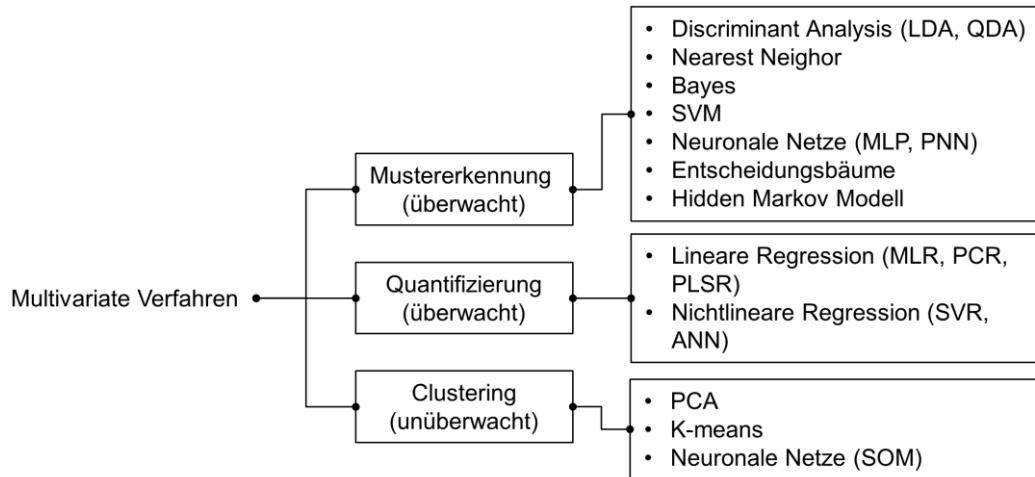 Multivariate Verfahren
Mustererkennung
(überwacht)
• Discriminant Analysis (LDA, QDA)
• Nearest Neighor
• Bayes
• SVM
• Neuronale Netze (MLP, PNN)
• Entscheidungsbäume
• Hidden Markov Modell
Quantifizierung
(überwacht)
• Lineare Regression (MLR, PCR,
PLSR)
• Nichtlineare Regression (SVR,
ANN)
Clustering
(unüberwacht)
• PCA
• K-means
• Neuronale Netze (SOM)